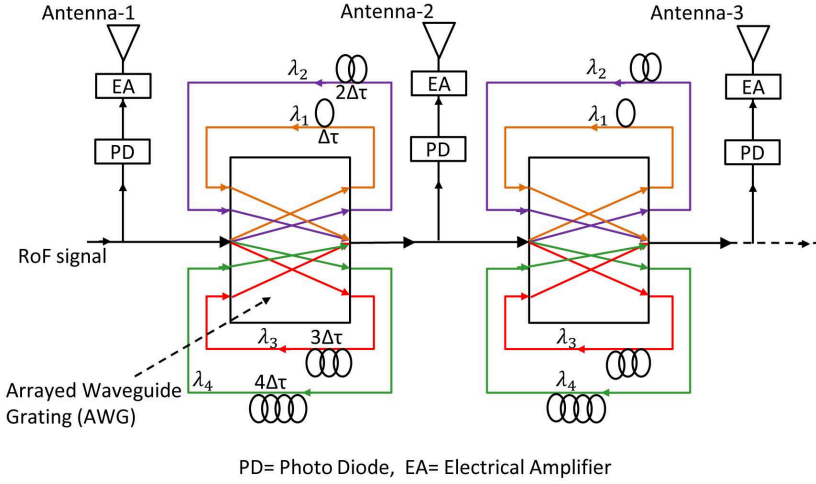 Antenna-1
Antenna-2
Antenna-3
EA
EA
EA
PD
PD
PD
λ2
2Δτ
λ1
Δτ
λ2
λ1
RoF signal
λ3
3Δτ
λ4
4Δτ
λ3
λ4
Arrayed Waveguide
Grating (AWG)
PD= Photo Diode, EA= Electrical Amplifier